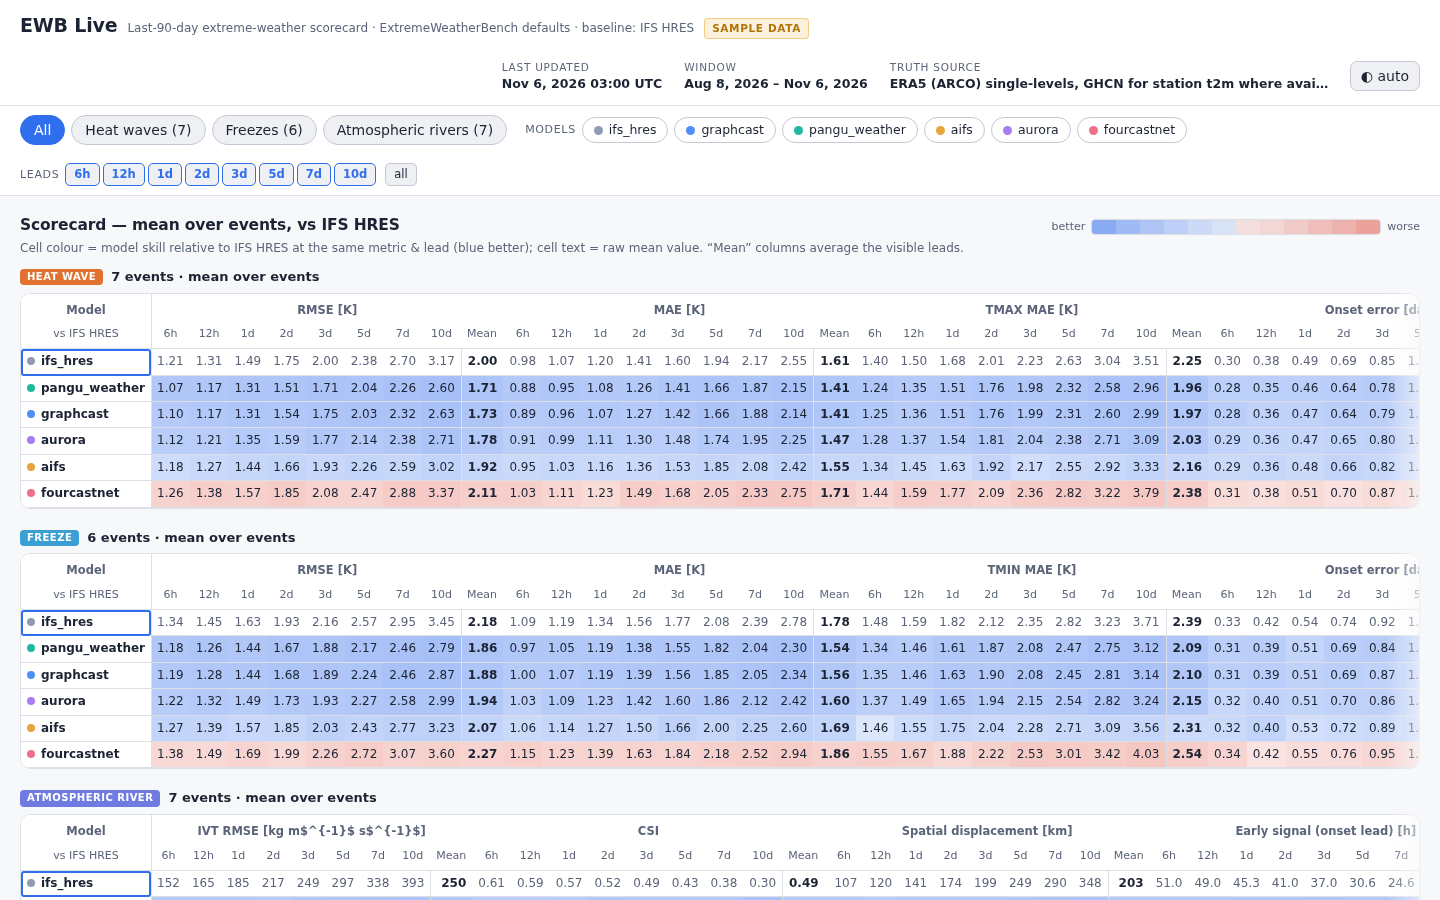 EWB Live Last-90-day extreme-weather scorecard · ExtremeWeatherBench defaults · baseline: IFS HRES SAMPLE DATA
LAST UPDATED WINDOW TRUTH SOURCE
Nov 6, 2026 03:00 UTC Aug 8, 2026 – Nov 6, 2026 ERA5 (ARCO) single-levels, GHCN for station t2m where avai… ◐ auto
All Heat waves (7) Freezes (6) Atmospheric rivers (7) MODELS ifs_hres graphcast pangu_weather aifs aurora fourcastnet
LEADS 6h 12h 1d 2d 3d 5d 7d 10d all
Scorecard — mean over events, vs IFS HRES better worse
Cell colour = model skill relative to IFS HRES at the same metric & lead (blue better); cell text = raw mean value. “Mean” columns average the visible leads.
HEAT WAVE 7 events · mean over events
Model RMSE [K] MAE [K] TMAX MAE [K] Onset error [da
vs IFS HRES 6h 12h 1d 2d 3d 5d 7d 10d Mean 6h 12h 1d 2d 3d 5d 7d 10d Mean 6h 12h 1d 2d 3d 5d 7d 10d Mean 6h 12h 1d 2d 3d 5
ifs_hres 1.21 1.31 1.49 1.75 2.00 2.38 2.70 3.17 2.00 0.98 1.07 1.20 1.41 1.60 1.94 2.17 2.55 1.61 1.40 1.50 1.68 2.01 2.23 2.63 3.04 3.51 2.25 0.30 0.38 0.49 0.69 0.85 1.
pangu_weather 1.07 1.17 1.31 1.51 1.71 2.04 2.26 2.60 1.71 0.88 0.95 1.08 1.26 1.41 1.66 1.87 2.15 1.41 1.24 1.35 1.51 1.76 1.98 2.32 2.58 2.96 1.96 0.28 0.35 0.46 0.64 0.78 1.
graphcast 1.10 1.17 1.31 1.54 1.75 2.03 2.32 2.63 1.73 0.89 0.96 1.07 1.27 1.42 1.66 1.88 2.14 1.41 1.25 1.36 1.51 1.76 1.99 2.31 2.60 2.99 1.97 0.28 0.36 0.47 0.64 0.79 1.
aurora 1.12 1.21 1.35 1.59 1.77 2.14 2.38 2.71 1.78 0.91 0.99 1.11 1.30 1.48 1.74 1.95 2.25 1.47 1.28 1.37 1.54 1.81 2.04 2.38 2.71 3.09 2.03 0.29 0.36 0.47 0.65 0.80 1.
aifs 1.18 1.27 1.44 1.66 1.93 2.26 2.59 3.02 1.92 0.95 1.03 1.16 1.36 1.53 1.85 2.08 2.42 1.55 1.34 1.45 1.63 1.92 2.17 2.55 2.92 3.33 2.16 0.29 0.36 0.48 0.66 0.82 1.
fourcastnet 1.26 1.38 1.57 1.85 2.08 2.47 2.88 3.37 2.11 1.03 1.11 1.23 1.49 1.68 2.05 2.33 2.75 1.71 1.44 1.59 1.77 2.09 2.36 2.82 3.22 3.79 2.38 0.31 0.38 0.51 0.70 0.87 1.
FREEZE 6 events · mean over events
Model RMSE [K] MAE [K] TMIN MAE [K] Onset error [da
vs IFS HRES 6h 12h 1d 2d 3d 5d 7d 10d Mean 6h 12h 1d 2d 3d 5d 7d 10d Mean 6h 12h 1d 2d 3d 5d 7d 10d Mean 6h 12h 1d 2d 3d 5
ifs_hres 1.34 1.45 1.63 1.93 2.16 2.57 2.95 3.45 2.18 1.09 1.19 1.34 1.56 1.77 2.08 2.39 2.78 1.78 1.48 1.59 1.82 2.12 2.35 2.82 3.23 3.71 2.39 0.33 0.42 0.54 0.74 0.92 1.
pangu_weather 1.18 1.26 1.44 1.67 1.88 2.17 2.46 2.79 1.86 0.97 1.05 1.19 1.38 1.55 1.82 2.04 2.30 1.54 1.34 1.46 1.61 1.87 2.08 2.47 2.75 3.12 2.09 0.31 0.39 0.51 0.69 0.84 1.
graphcast 1.19 1.28 1.44 1.68 1.89 2.24 2.46 2.87 1.88 1.00 1.07 1.19 1.39 1.56 1.85 2.05 2.34 1.56 1.35 1.46 1.63 1.90 2.08 2.45 2.81 3.14 2.10 0.31 0.39 0.51 0.69 0.87 1.
aurora 1.22 1.32 1.49 1.73 1.93 2.27 2.58 2.99 1.94 1.03 1.09 1.23 1.42 1.60 1.86 2.12 2.42 1.60 1.37 1.49 1.65 1.94 2.15 2.54 2.82 3.24 2.15 0.32 0.40 0.51 0.70 0.86 1.
aifs 1.27 1.39 1.57 1.85 2.03 2.43 2.77 3.23 2.07 1.06 1.14 1.27 1.50 1.66 2.00 2.25 2.60 1.69 1.46 1.55 1.75 2.04 2.28 2.71 3.09 3.56 2.31 0.32 0.40 0.53 0.72 0.89 1.
fourcastnet 1.38 1.49 1.69 1.99 2.26 2.72 3.07 3.60 2.27 1.15 1.23 1.39 1.63 1.84 2.18 2.52 2.94 1.86 1.55 1.67 1.88 2.22 2.53 3.01 3.42 4.03 2.54 0.34 0.42 0.55 0.76 0.95 1.
ATMOSPHERIC RIVER 7 events · mean over events
Model IVT RMSE [kg m$^{-1}$ s$^{-1}$] CSI Spatial displacement [km] Early signal (onset lead) [h]
vs IFS HRES 6h 12h 1d 2d 3d 5d 7d 10d Mean 6h 12h 1d 2d 3d 5d 7d 10d Mean 6h 12h 1d 2d 3d 5d 7d 10d Mean 6h 12h 1d 2d 3d 5d 7d
ifs_hres 152 165 185 217 249 297 338 393 250 0.61 0.59 0.57 0.52 0.49 0.43 0.38 0.30 0.49 107 120 141 174 199 249 290 348 203 51.0 49.0 45.3 41.0 37.0 30.6 24.6